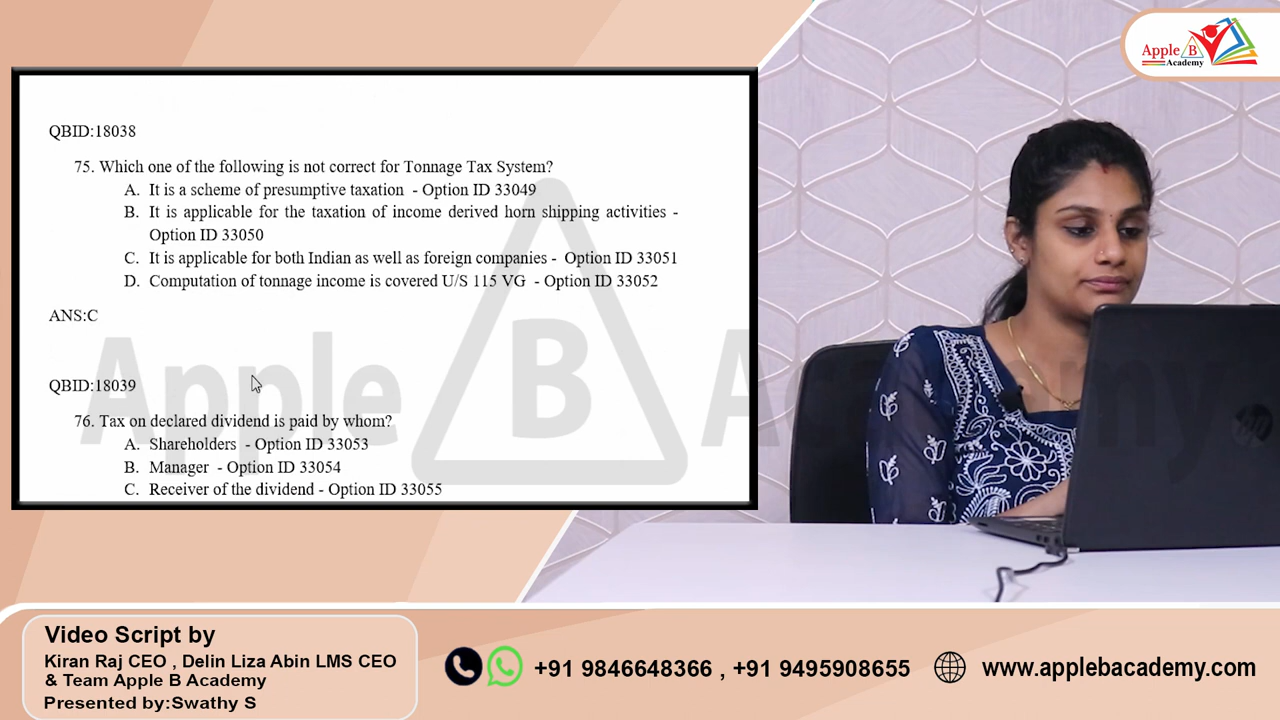 Apple B
Academy
QBID:18038
75. Which one of the following is not correct for Tonnage Tax System?
A. It is a scheme of presumptive taxation - Option ID 33049
B. It is applicable for the taxation of income derived horn shipping activities -
Option ID 33050
C. It is applicable for both Indian as well as foreign companies - Option ID 33051
D. Computation of tonnage income is covered U/S 115 VG - Option ID 33052
ANS:C
Apple B Academy
QBID:18039
76. Tax on declared dividend is paid by whom?
A. Shareholders - Option ID 33053
B. Manager - Option ID 33054
C. Receiver of the dividend - Option ID 33055
Video Script by
Kiran Raj CEO , Delin Liza Abin LMS CEO
& Team Apple B Academy
Presented by:Swathy S
+91 9846648366 , +91 9495908655
www.applebacademy.com